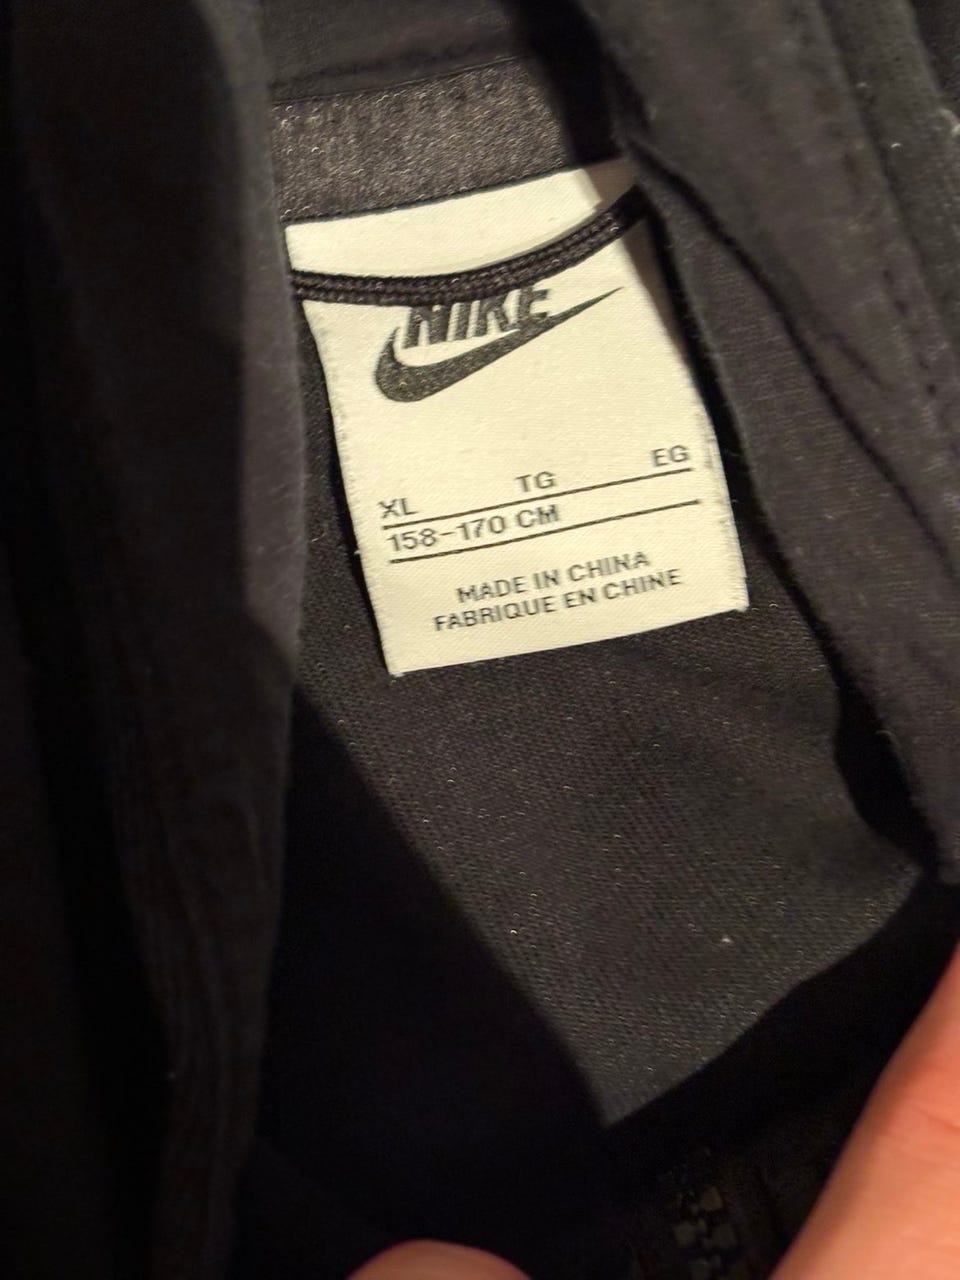 NIKE
XL TG EG
158-170 CM
MADE IN CHINA
FABRIQUE EN CHINE